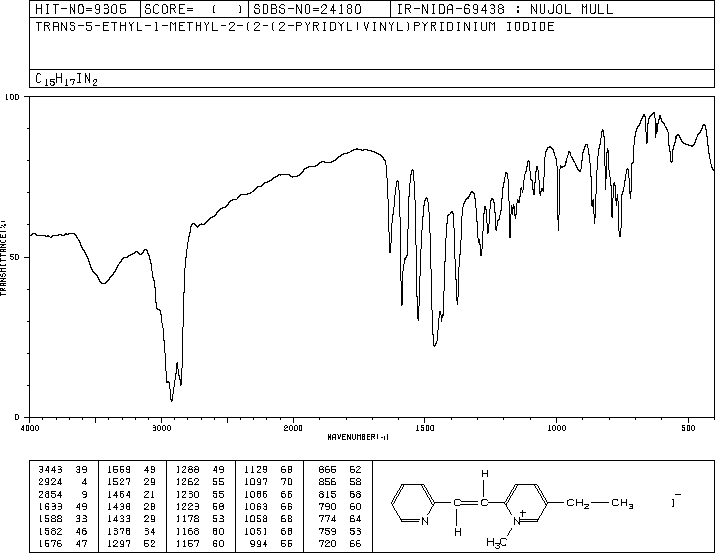 HIT-NO=9305 SCORE= ( ) SDBS-NO=24180 IR-NIDA-69438 : NUJOL MULL
TRANS-5-ETHYL-1-METHYL-2-(2-(2-PYRIDYL)VINYL)PYRIDINIUM IODIDE
C15H17IN2
100
50
0
TRANSMITTANCE(%)
4000 3000 2000 1500 1000 500
WAVENUMBER(-1)
3443 39 1569 49 1288 49 1129 68 866 62
2924 4 1527 29 1262 55 1097 70 856 58
2854 9 1464 21 1230 55 1086 66 815 68
1633 49 1438 28 1223 58 1063 66 790 60
1588 33 1433 29 1178 53 1058 66 774 64
1582 46 1378 34 1168 60 1051 68 759 53
1576 47 1297 52 1157 60 994 56 720 66
H
C C CH2 CH3 I−
N H N+
H3C